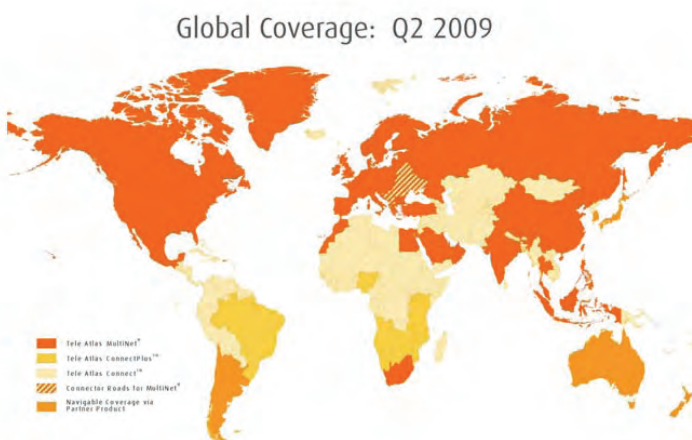 Global Coverage: Q2 2009
Tele Atlas MultiNet®
Tele Atlas ConnectPlus™
Tele Atlas Connect™
Connector Roads for MultiNet®
Navigable Coverage via
Partner Product